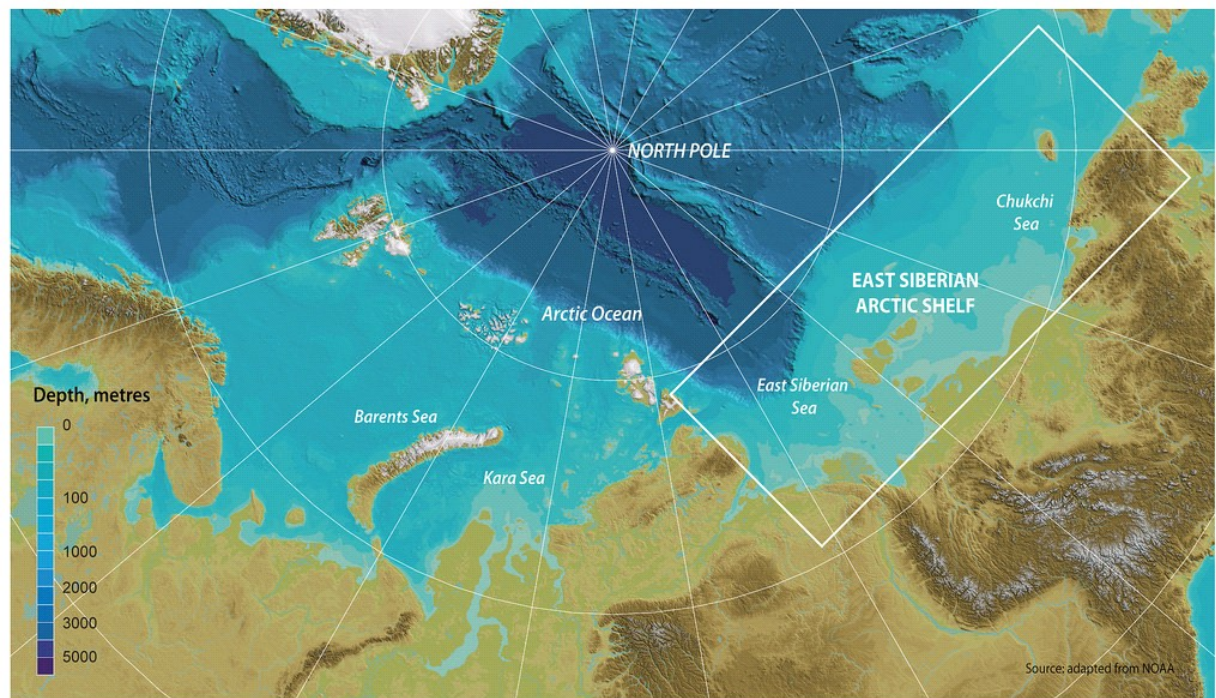 NORTH POLE
Chukchi
Sea
EAST SIBERIAN
ARCTIC SHELF
Arctic Ocean
East Siberian
Sea
Depth, metres
0
100
1000
2000
3000
5000
Barents Sea
Kara Sea
Source: adapted from NOAA